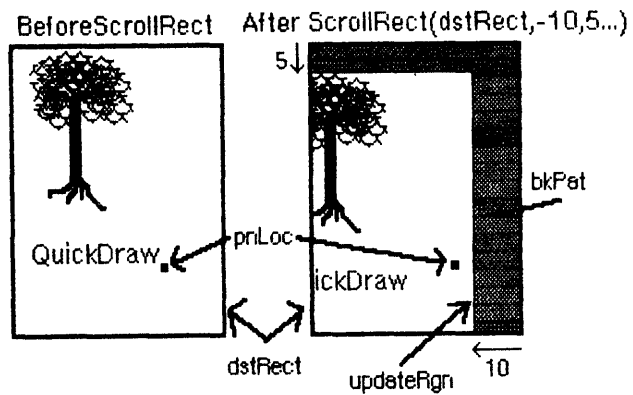 BeforeScrollRect
After ScrollRect(dstRect,-10,5...)
5
bkPat
QuickDraw
pnLoc
ickDraw
dstRect
updateRgn
10